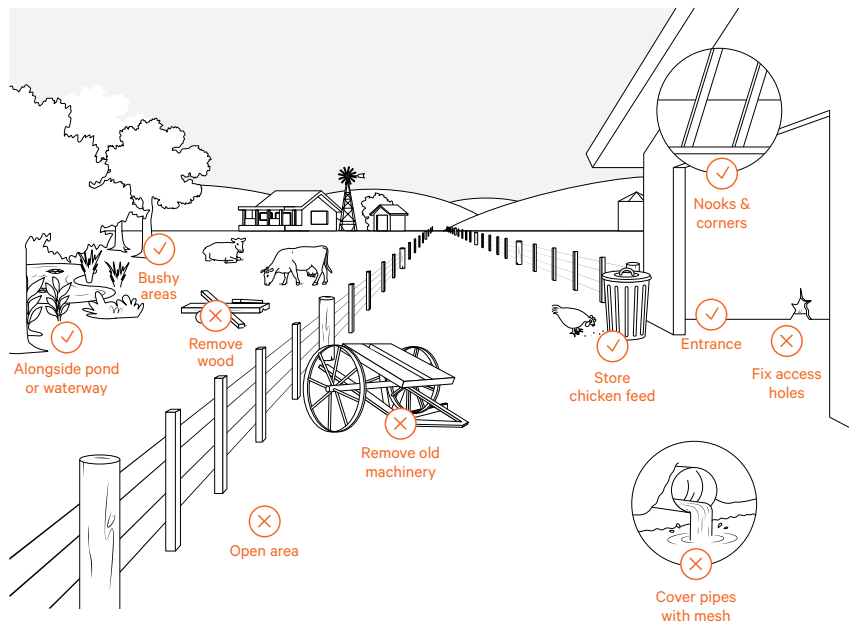 Nooks &
corners
Bushy
areas
Remove
wood
Entrance
Alongside pond
or waterway
Store
chicken feed
Fix access
holes
Remove old
machinery
Open area
Cover pipes
with mesh